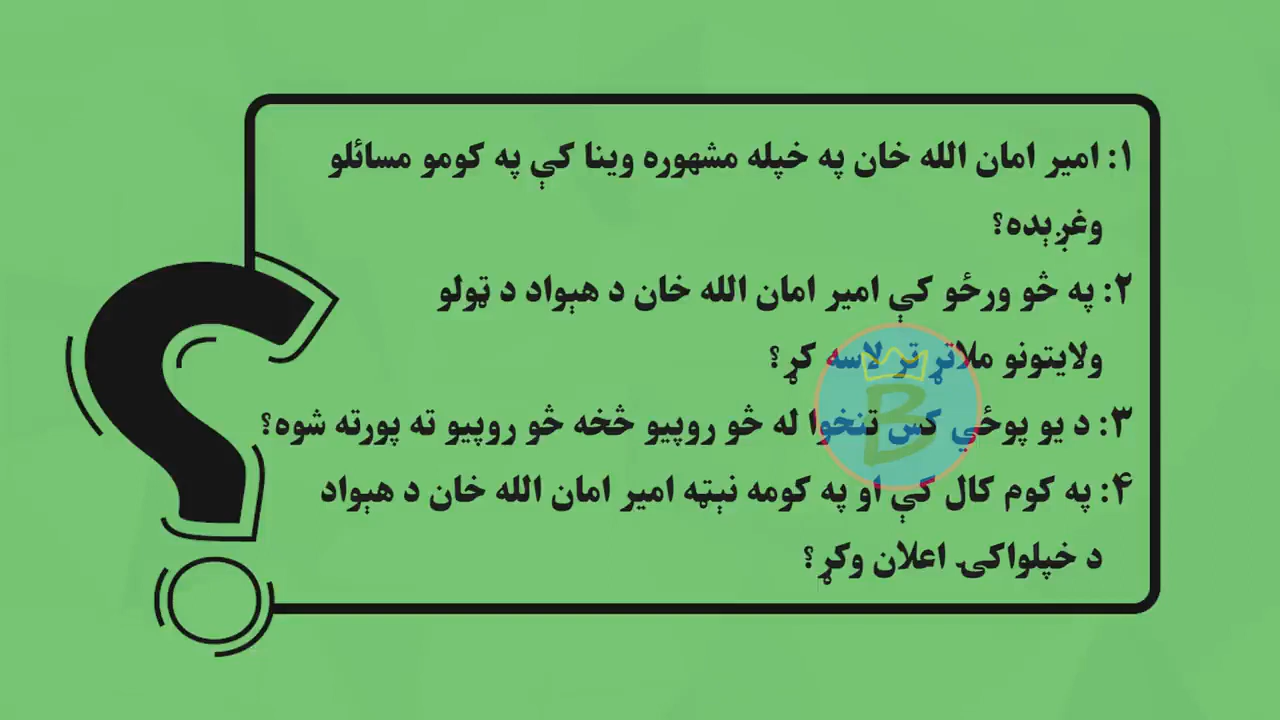 ۱: امیر امان الله خان په خپله مشهوره وینا کې په کومو مسائلو
وغږېده؟
۲: په څو ورځو کې امیر امان الله خان د هېواد د ټولو
ولایتونو ملاتړ تر لاسه کړ؟
۳: د یو پوځي کس تنخوا له څو روپیو څخه څو روپیو ته پورته شوه؟
۴: په کوم کال کې او په کومه نېټه امیر امان الله خان د هېواد
د خپلواکۍ اعلان وکړ؟
B